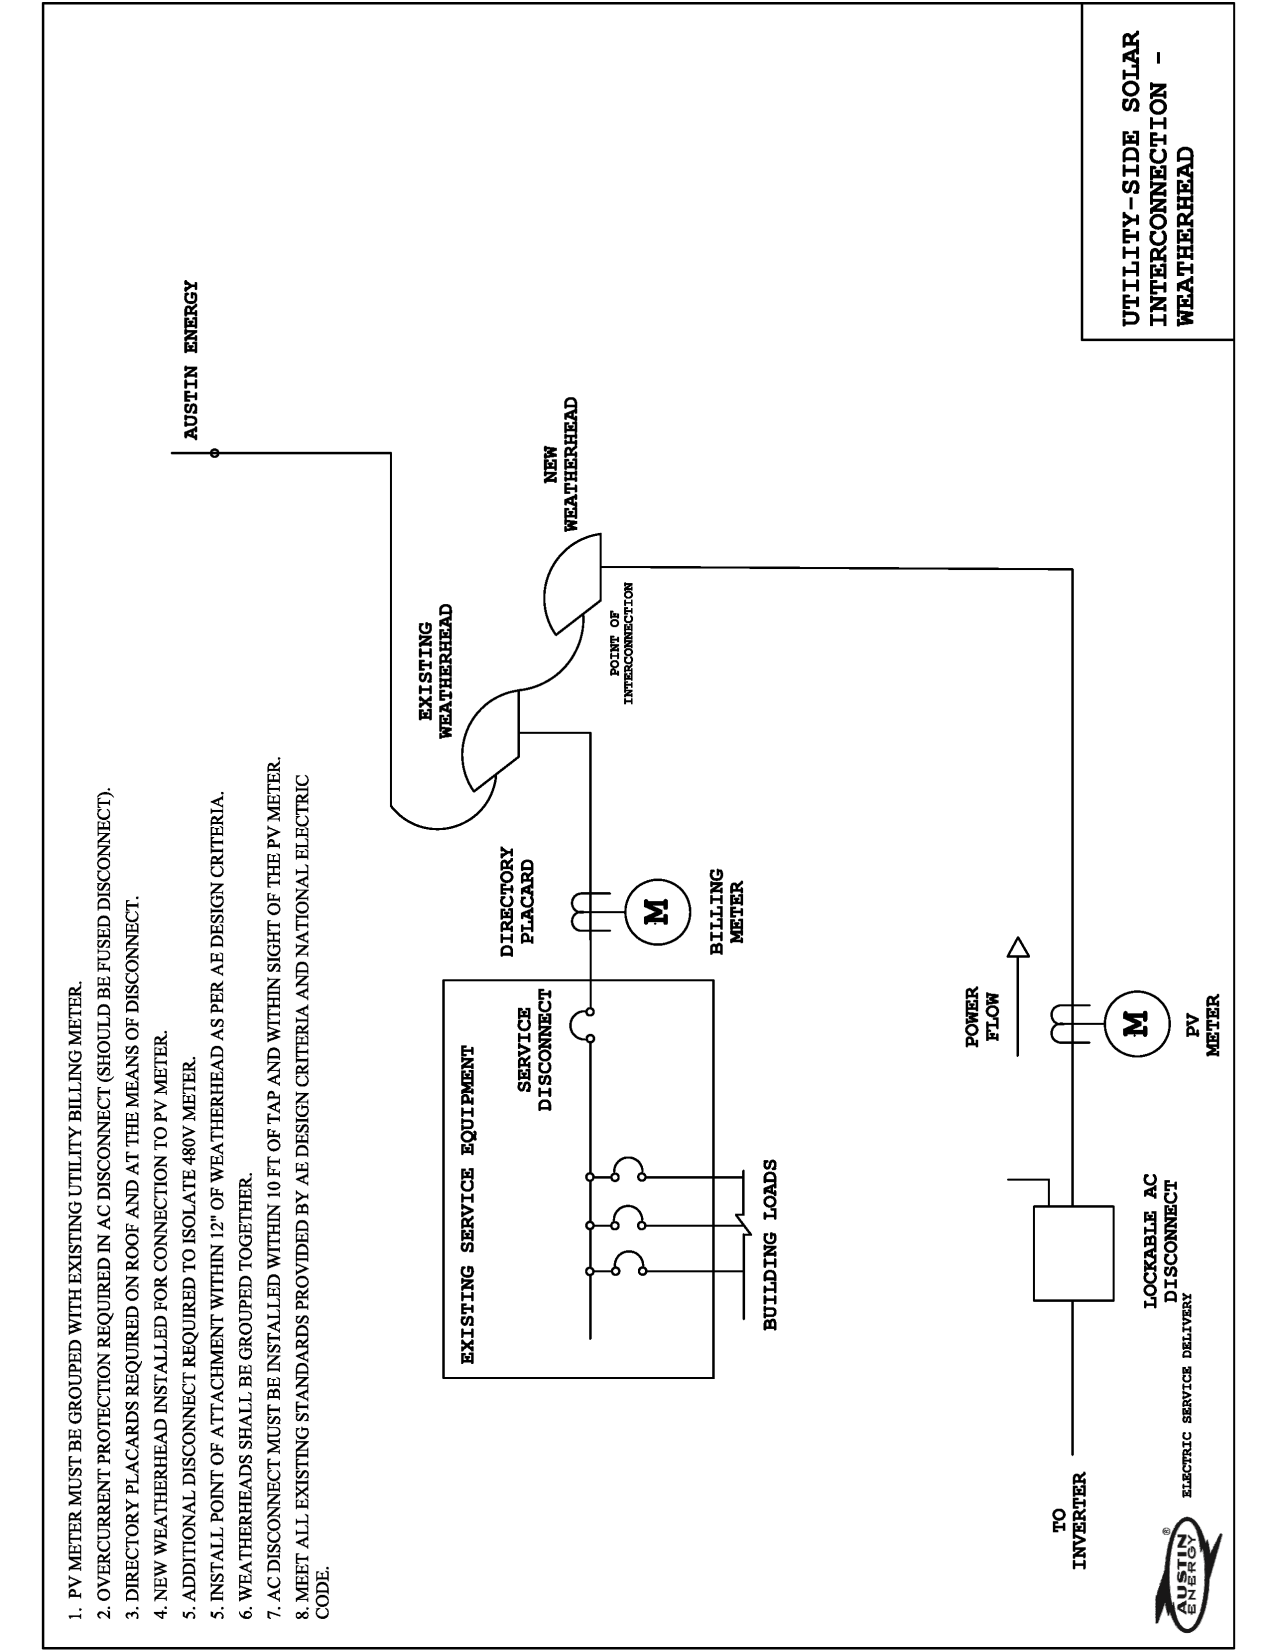 1. PV METER MUST BE GROUPED WITH EXISTING UTILITY BILLING METER.
2. OVERCURRENT PROTECTION REQUIRED IN AC DISCONNECT (SHOULD BE FUSED DISCONNECT).
3. DIRECTORY PLACARDS REQUIRED ON ROOF AND AT THE MEANS OF DISCONNECT.
4. NEW WEATHERHEAD INSTALLED FOR CONNECTION TO PV METER.
5. ADDITIONAL DISCONNECT REQUIRED TO ISOLATE 480V METER.
5. INSTALL POINT OF ATTACHMENT WITHIN 12" OF WEATHERHEAD AS PER AE DESIGN CRITERIA.
6. WEATHERHEADS SHALL BE GROUPED TOGETHER.
7. AC DISCONNECT MUST BE INSTALLED WITHIN 10 FT OF TAP AND WITHIN SIGHT OF THE PV METER.
8. MEET ALL EXISTING STANDARDS PROVIDED BY AE DESIGN CRITERIA AND NATIONAL ELECTRIC
CODE.
AUSTIN ENERGY
EXISTING
WEATHERHEAD
NEW
WEATHERHEAD
POINT OF
INTERCONNECTION
DIRECTORY
PLACARD
M
BILLING
METER
EXISTING SERVICE EQUIPMENT
SERVICE
DISCONNECT
BUILDING LOADS
POWER
FLOW
M
PV
METER
LOCKABLE AC
DISCONNECT
TO
INVERTER
AUSTIN
ENERGY
®
ELECTRIC SERVICE DELIVERY
UTILITY-SIDE SOLAR
INTERCONNECTION -
WEATHERHEAD